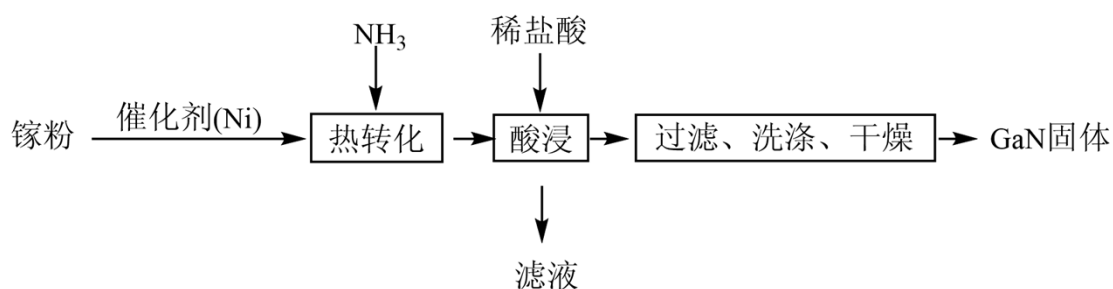 NH₃
稀盐酸
镓粉
催化剂(Ni)
热转化
酸浸
过滤、洗涤、干燥
GaN固体
滤液